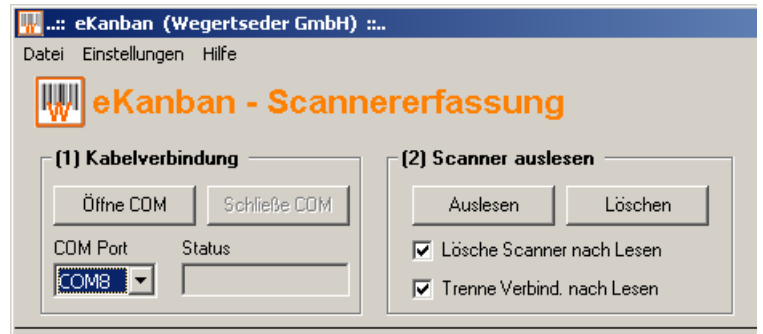 ..:: eKanban (Wegertseder GmbH) ::..
Datei Einstellungen Hilfe
eKanban - Scannererfassung
(1) Kabelverbindung
Öffne COM Schließe COM
COM Port Status
COM8
(2) Scanner auslesen
Auslesen Löschen
Lösche Scanner nach Lesen
Trenne Verbind. nach Lesen